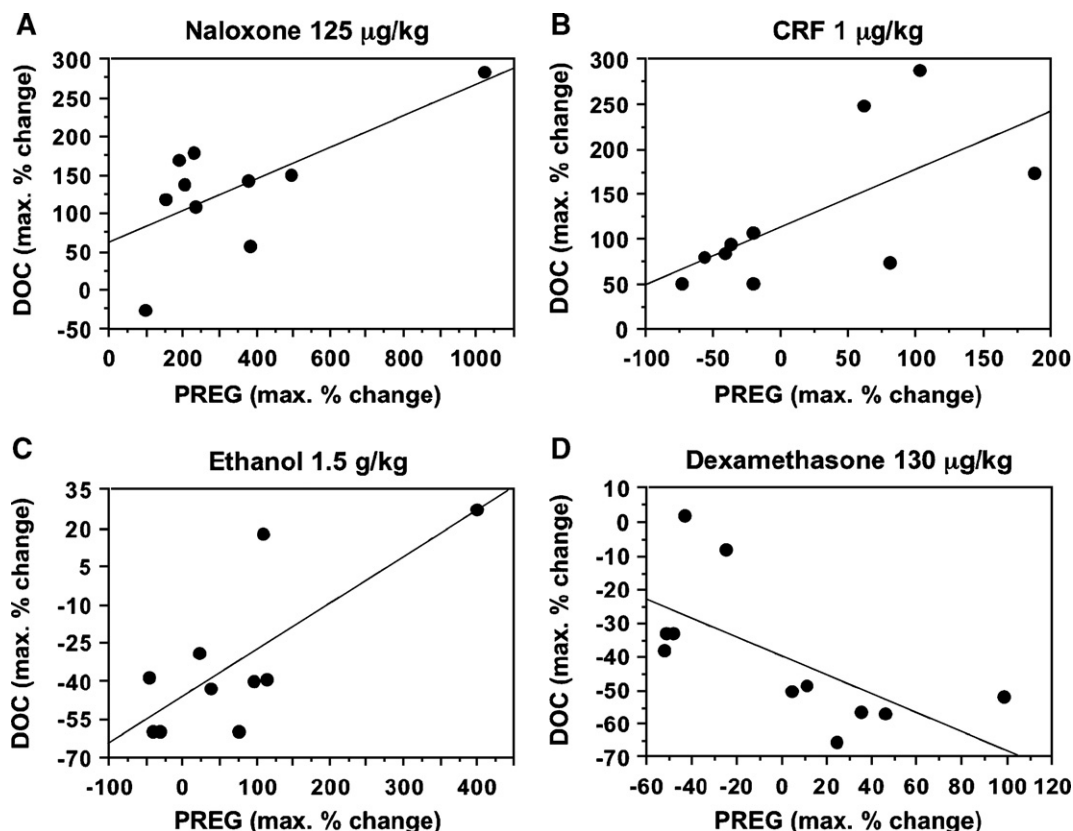 A
Naloxone 125 μg/kg
300
250
200
150
100
50
0
-50
DOC (max. % change)
0 200 400 600 800 1000
PREG (max. % change)
B
CRF 1 μg/kg
300
250
200
150
100
50
0
DOC (max. % change)
-100 -50 0 50 100 150 200
PREG (max. % change)
C
Ethanol 1.5 g/kg
35
20
5
-10
-25
-40
-55
-70
DOC (max. % change)
-100 0 100 200 300 400
PREG (max. % change)
D
Dexamethasone 130 μg/kg
10
0
-10
-20
-30
-40
-50
-60
-70
DOC (max. % change)
-60 -40 -20 0 20 40 60 80 100 120
PREG (max. % change)